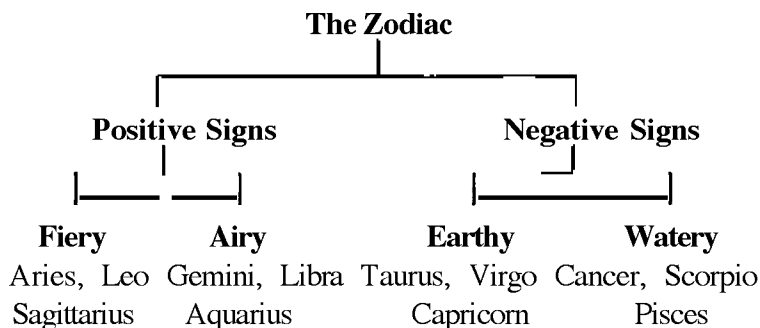 The Zodiac
Positive Signs Negative Signs
Fiery Airy Earthy Watery
Aries, Leo Gemini, Libra Taurus, Virgo Cancer, Scorpio
Sagittarius Aquarius Capricorn Pisces